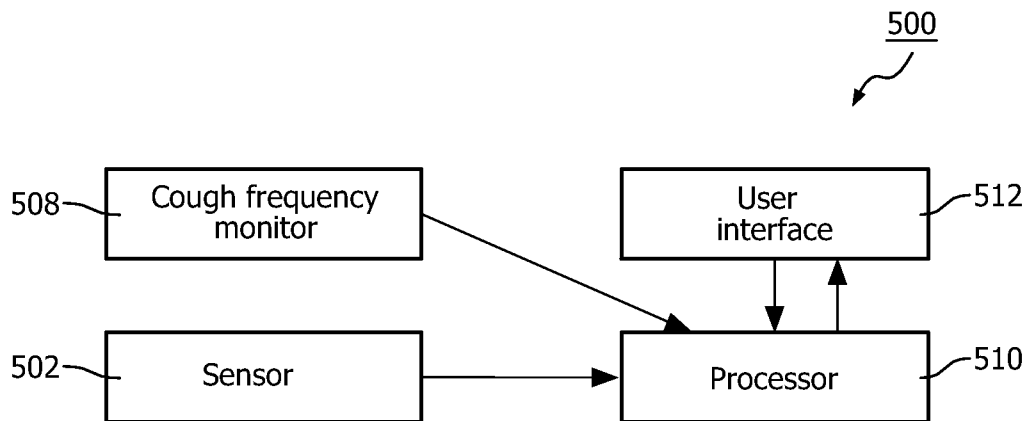 500
508
Cough frequency
monitor
User
interface
512
502
Sensor
Processor
510